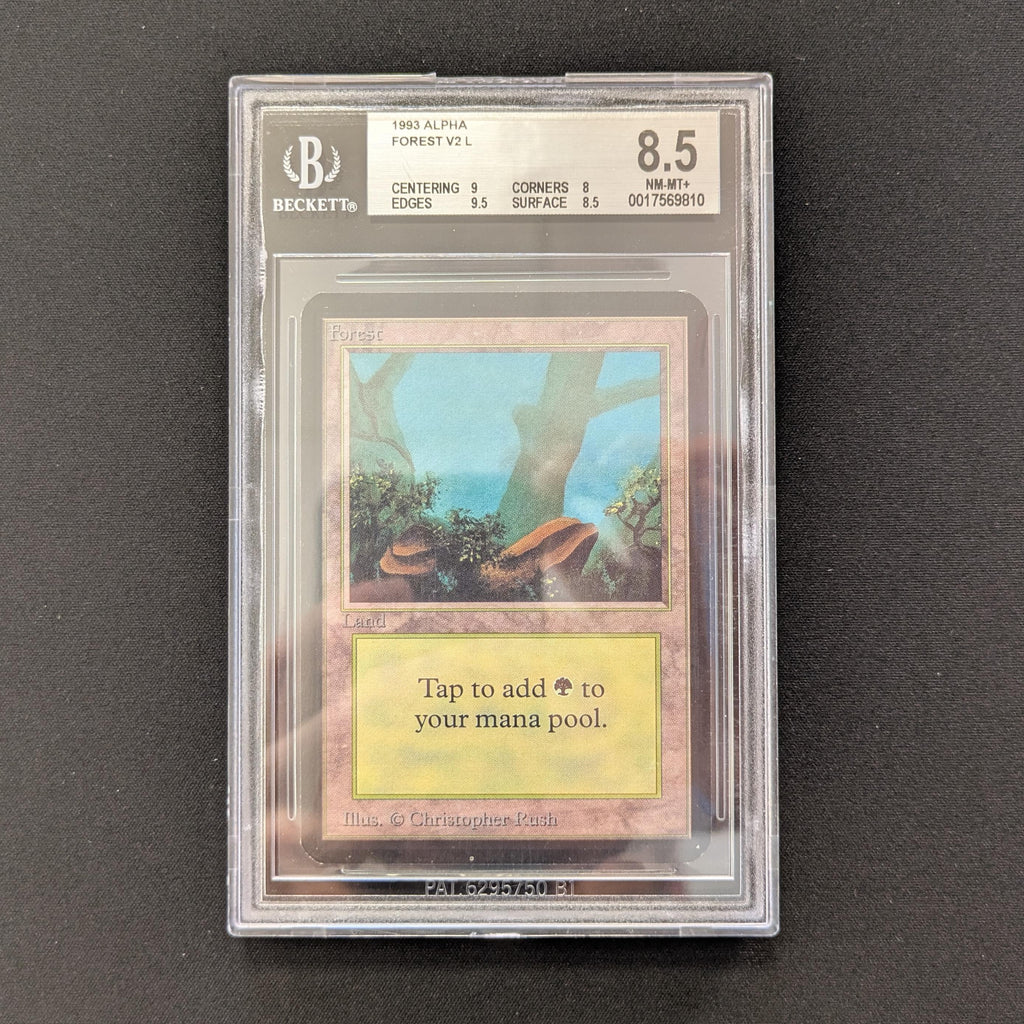 1993 ALPHA
FOREST V2 L
8.5
CENTERING 9 CORNERS 8 NM-MT+
EDGES 9.5 SURFACE 8.5 0017569810
B
BECKETT®
Forest
Land
Tap to add to
your mana pool.
Illus. © Christopher Rush
PAT.6295750 B1